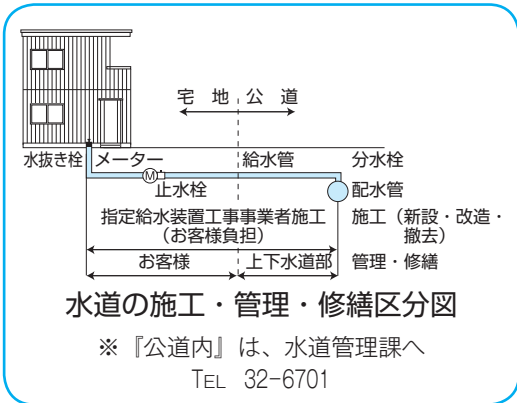 宅 地 公 道
水抜き栓 メーター 給水管 分水栓
M
止水栓 配水管
指定給水装置工事事業者施工 施工（新設・改造・
（お客様負担） 撤去）
お客様 上下水道部 管理・修繕
水道の施工・管理・修繕区分図
※『公道内』は、水道管理課へ
TEL 32-6701